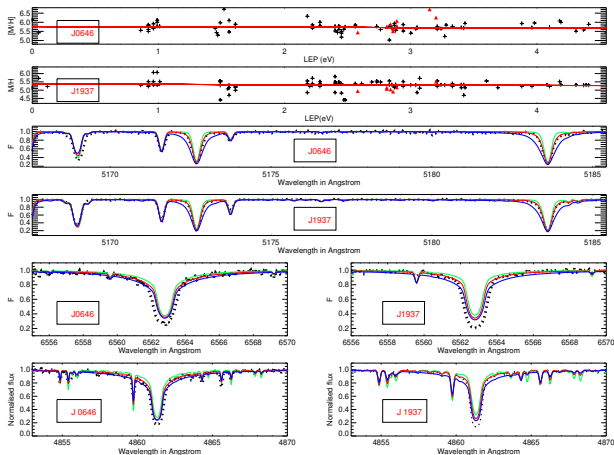 [M/H]
6.5
6.0
5.5
5.0
J0646
0 1 2 3 4
LEP (eV)
M/H
6.5
6.0
5.5
5.0
4.5
J1937
0 1 2 3 4
LEP(eV)
F
1.0
0.8
0.6
0.4
0.2
J0646
5170 5175 5180 5185
Wavelength in Angstrom
F
1.0
0.8
0.6
0.4
0.2
J1937
5170 5175 5180 5185
Wavelength in Angstrom
F
1.0
0.8
0.6
0.4
0.2
J0646
6556 6558 6560 6562 6564 6566 6568 6570
Wavelength in Angstrom
F
1.0
0.8
0.6
0.4
0.2
J1937
6556 6558 6560 6562 6564 6566 6568 6570
Wavelength in Angstrom
Normalised flux
1.0
0.8
0.6
0.4
0.2
0.0
J 0646
4855 4860 4865 4870
Wavelength in Angstrom
Normalised flux
1.0
0.8
0.6
0.4
0.2
0.0
J 1937
4855 4860 4865 4870
Wavelength in Angstrom